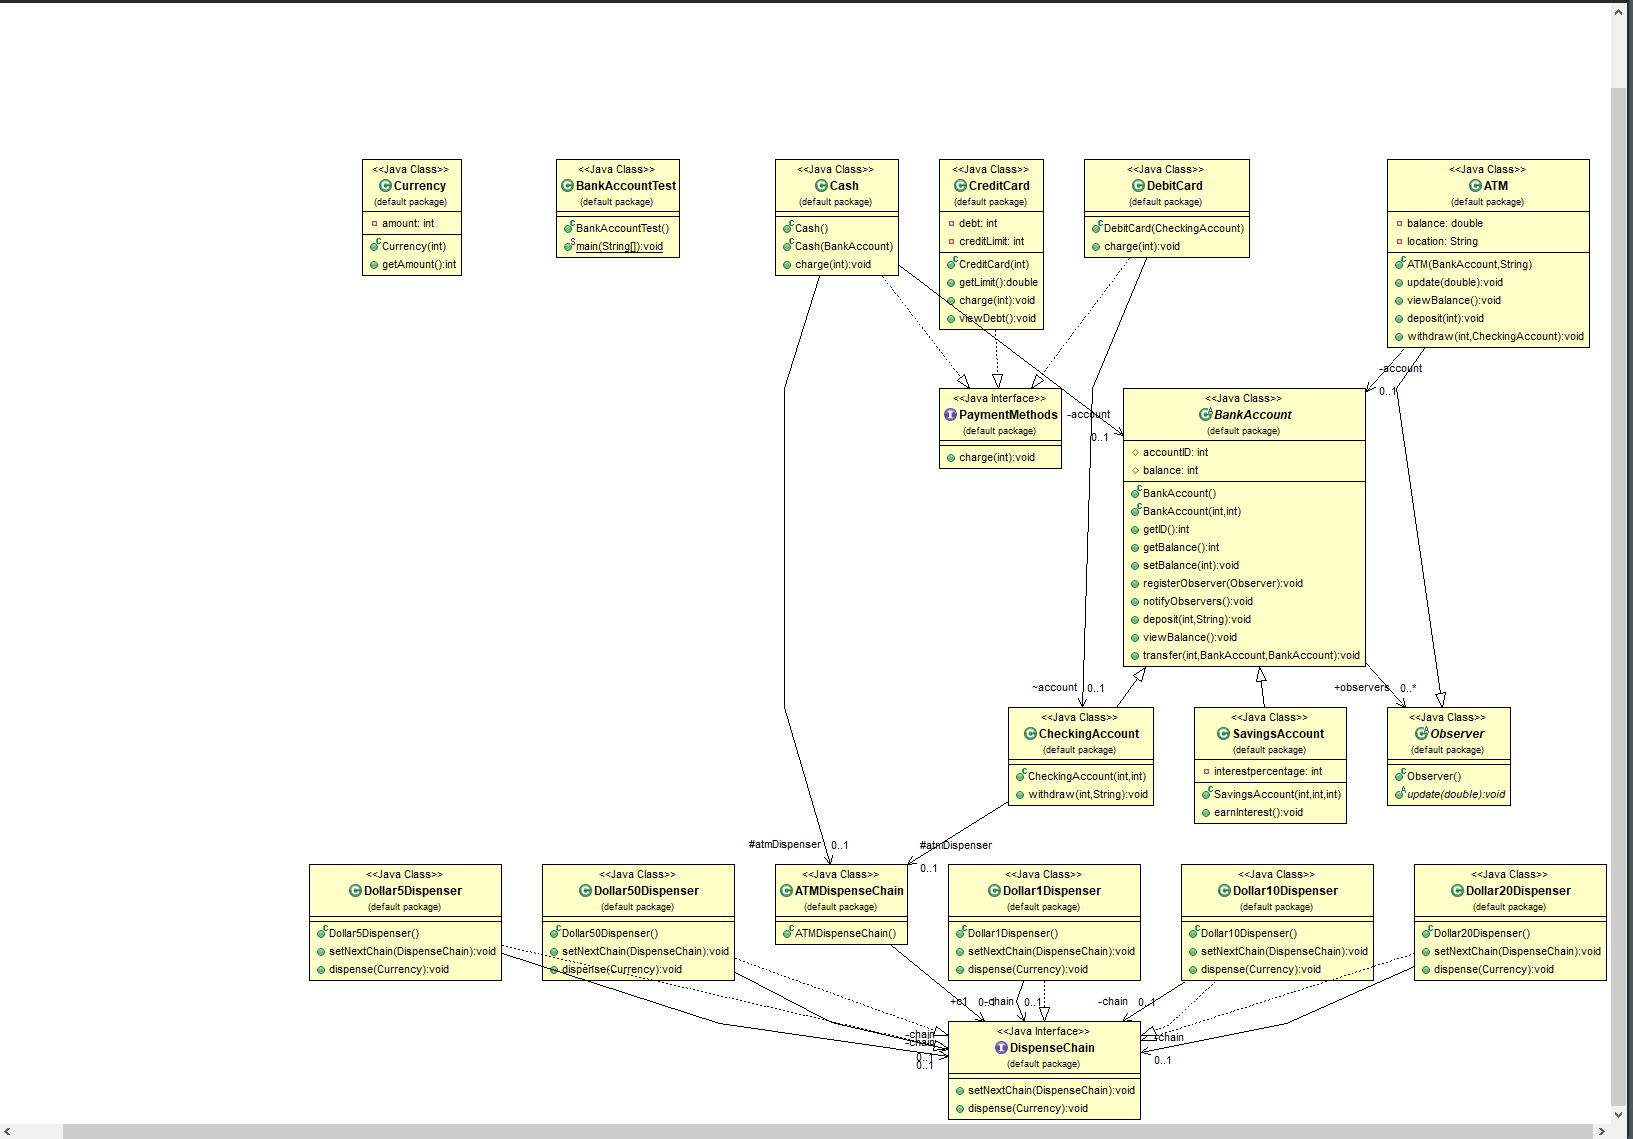 <<Java Class>>
Currency
(default package)
amount: int
Currency(int)
getAmount():int
<<Java Class>>
BankAccountTest
(default package)
BankAccountTest()
main(String[]):void
<<Java Class>>
Cash
(default package)
Cash()
Cash(BankAccount)
charge(int):void
<<Java Class>>
CreditCard
(default package)
debt: int
creditLimit: int
CreditCard(int)
getLimit():double
charge(int):void
viewDebt():void
<<Java Class>>
DebitCard
(default package)
DebitCard(CheckingAccount)
charge(int):void
<<Java Class>>
ATM
(default package)
balance: double
location: String
ATM(BankAccount,String)
update(double):void
viewBalance():void
deposit(int):void
withdraw(int,CheckingAccount):void
-account
0..1
<<Java Interface>>
PaymentMethods
(default package)
charge(int):void
-account
0..1
<<Java Class>>
BankAccount
(default package)
accountID: int
balance: int
BankAccount()
BankAccount(int,int)
getID():int
getBalance():int
setBalance(int):void
registerObserver(Observer):void
notifyObservers():void
deposit(int,String):void
viewBalance():void
transfer(int,BankAccount,BankAccount):void
~account 0..1
+observers 0..*
<<Java Class>>
CheckingAccount
(default package)
CheckingAccount(int,int)
withdraw(int,String):void
<<Java Class>>
SavingsAccount
(default package)
interestpercentage: int
SavingsAccount(int,int,int)
earnInterest():void
<<Java Class>>
Observer
(default package)
Observer()
update(double):void
#atmDispenser 0..1
#atmDispenser
0..1
<<Java Class>>
Dollar5Dispenser
(default package)
Dollar5Dispenser()
setNextChain(DispenseChain):void
dispense(Currency):void
<<Java Class>>
Dollar50Dispenser
(default package)
Dollar50Dispenser()
setNextChain(DispenseChain):void
dispense(Currency):void
<<Java Class>>
ATMDispenseChain
(default package)
ATMDispenseChain()
<<Java Class>>
Dollar1Dispenser
(default package)
Dollar1Dispenser()
setNextChain(DispenseChain):void
dispense(Currency):void
<<Java Class>>
Dollar10Dispenser
(default package)
Dollar10Dispenser()
setNextChain(DispenseChain):void
dispense(Currency):void
<<Java Class>>
Dollar20Dispenser
(default package)
Dollar20Dispenser()
setNextChain(DispenseChain):void
dispense(Currency):void
+c1 0..1
-chain 0..1
-chain 0..1
-chain
-chain
0..1
0..1
-chain
0..1
<<Java Interface>>
DispenseChain
(default package)
setNextChain(DispenseChain):void
dispense(Currency):void